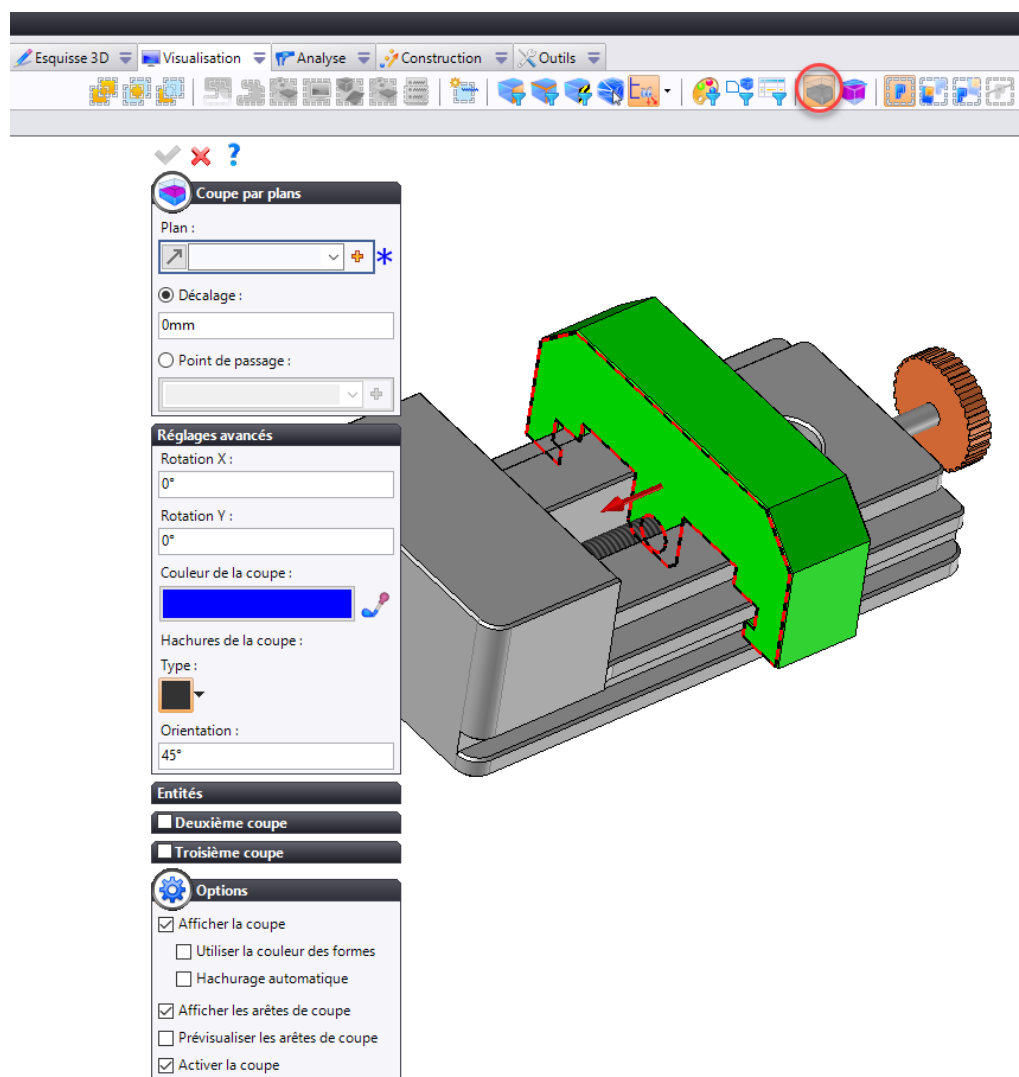 Esquisse 3D Visualisation Analyse Construction Outils
?
Coupe par plans
Plan :
Décalage :
0mm
Point de passage :
Réglages avancés
Rotation X :
0°
Rotation Y :
0°
Couleur de la coupe :
Hachures de la coupe :
Type :
Orientation :
45°
Entités
Deuxième coupe
Troisième coupe
Options
Afficher la coupe
Utiliser la couleur des formes
Hachurage automatique
Afficher les arêtes de coupe
Prévisualiser les arêtes de coupe
Activer la coupe